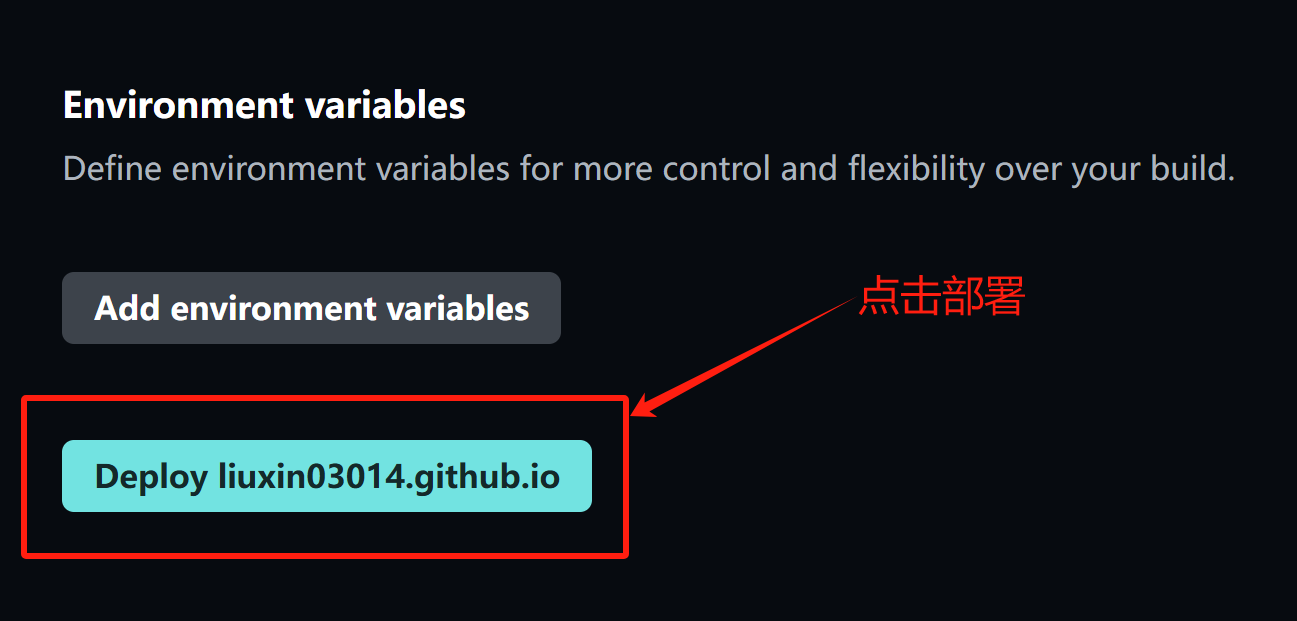 Environment variables
Define environment variables for more control and flexibility over your build.
Add environment variables
点击部署
Deploy liuxin03014.github.io